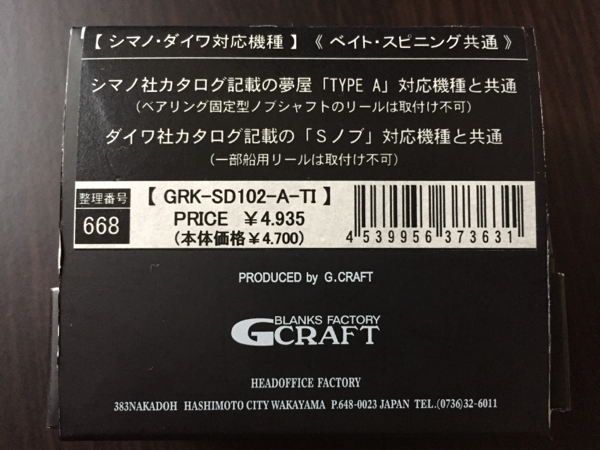 【 シマノ・ダイワ対応機種 】 《 ベイト・スピニング共通 》
シマノ社カタログ記載の夢屋「TYPE A」対応機種と共通
（ベアリング固定型ノブシャフトのリールは取付け不可）
ダイワ社カタログ記載の「Sノブ」対応機種と共通
（一部船用リールは取付け不可）
整理番号
668
【 GRK-SD102-A-TI 】
PRICE ￥4.935
（本体価格￥4.700）
4 539956 373631
PRODUCED by G.CRAFT
BLANKS FACTORY
GCRAFT
HEADOFFICE FACTORY
383NAKADOH HASHIMOTO CITY WAKAYAMA P.648-0023 JAPAN TEL.(0736)32-6011